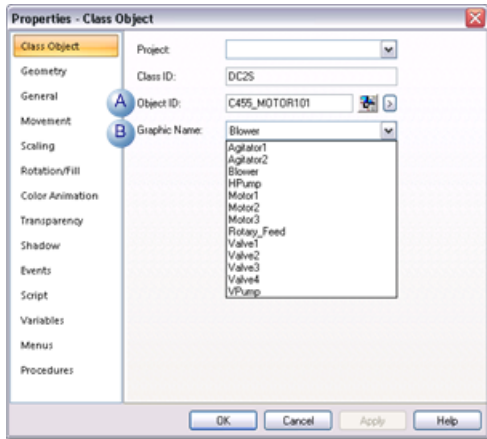 Properties - Class Object
Class Object
Geometry
General
Movement
Scaling
Rotation/Fill
Color Animation
Transparency
Shadow
Events
Script
Variables
Menus
Procedures
Project:
Class ID: DC2S
A Object ID: C455_MOTOR101
B Graphic Name: Blower
Agitator1
Agitator2
Blower
HPump
Motor1
Motor2
Motor3
Rotary_Feed
Valve1
Valve2
Valve3
Valve4
VPump
OK Cancel Apply Help